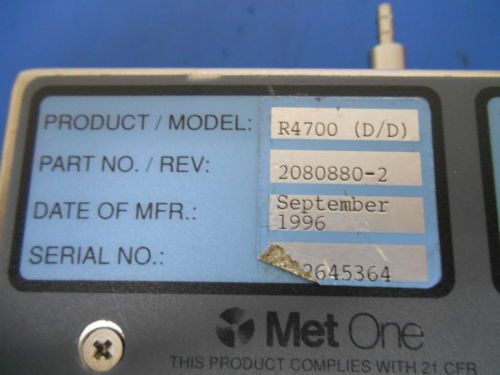 PRODUCT / MODEL: R4700 (D/D)
PART NO. / REV: 2080880-2
DATE OF MFR.: September
1996
SERIAL NO.: 2645364
Met One
THIS PRODUCT COMPLIES WITH 21 CFR